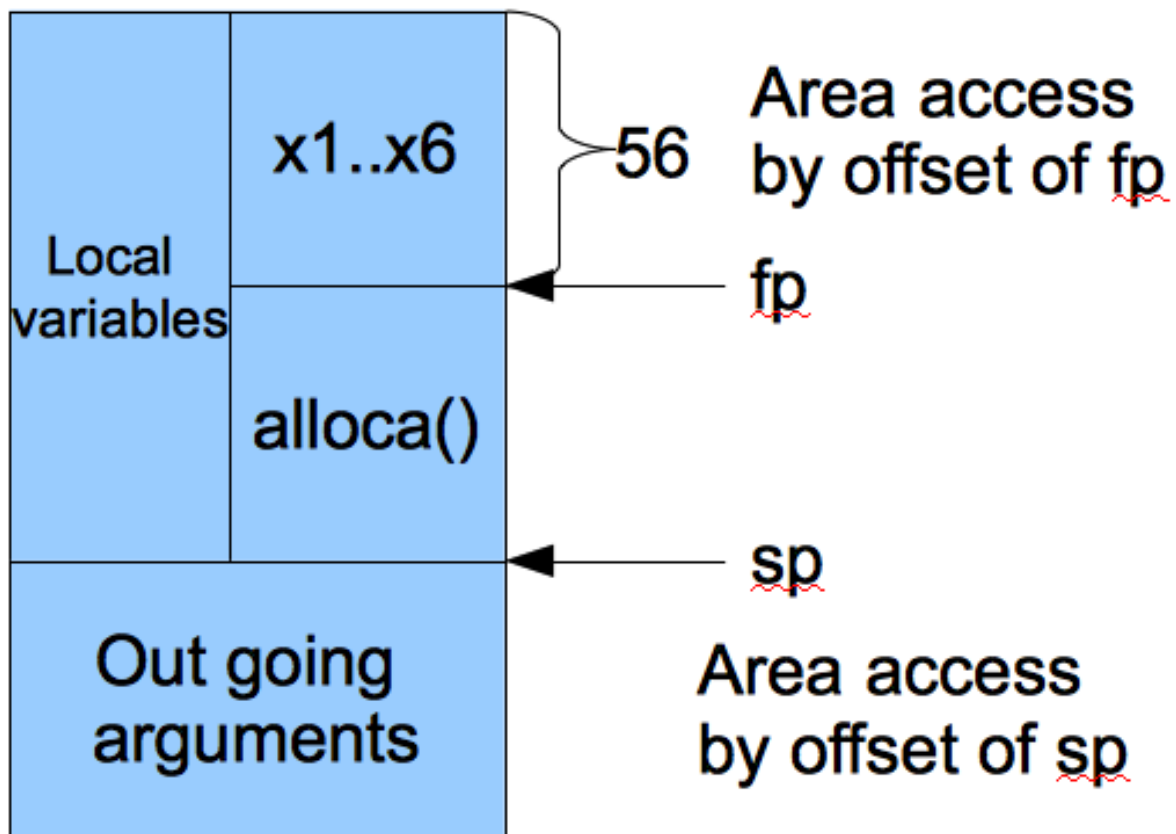 x1..x6
56
Area access
by offset of fp
Local
variables
fp
alloca()
sp
Out going
arguments
Area access
by offset of sp